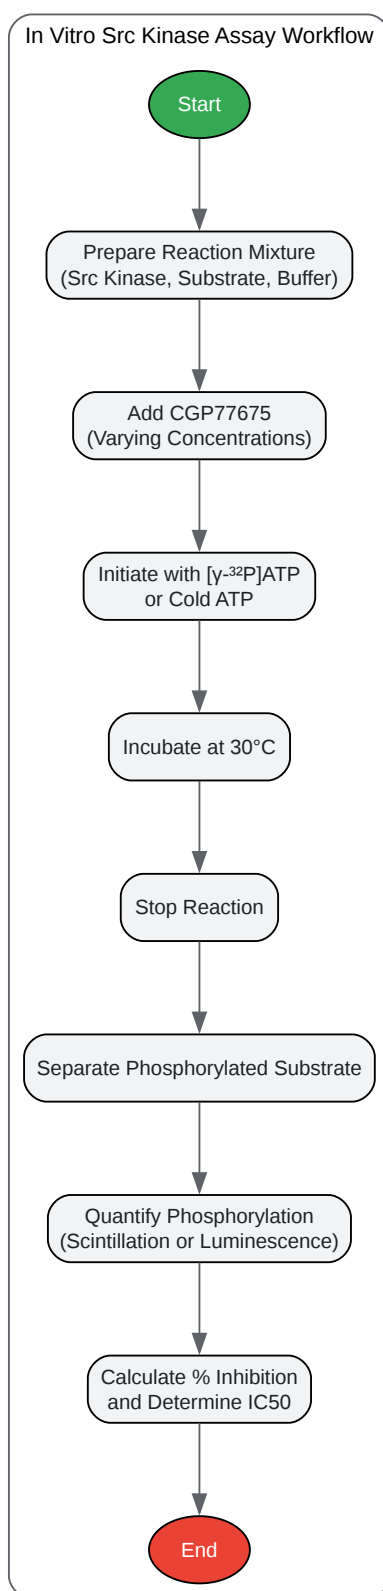 In Vitro Src Kinase Assay Workflow
Start
Prepare Reaction Mixture
(Src Kinase, Substrate, Buffer)
Add CGP77675
(Varying Concentrations)
Initiate with [γ-³²P]ATP
or Cold ATP
Incubate at 30°C
Stop Reaction
Separate Phosphorylated Substrate
Quantify Phosphorylation
(Scintillation or Luminescence)
Calculate % Inhibition
and Determine IC50
End